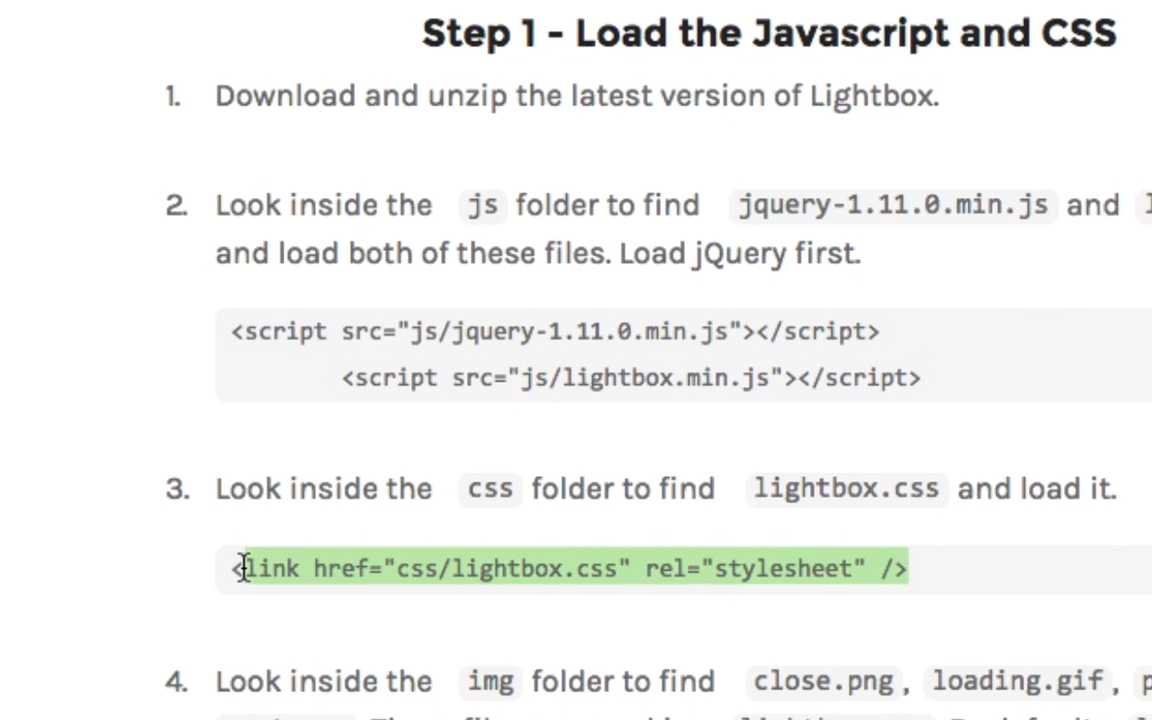 Step 1 - Load the Javascript and CSS
1. Download and unzip the latest version of Lightbox.
2. Look inside the js folder to find jquery-1.11.0.min.js and
and load both of these files. Load jQuery first.
<script src="js/jquery-1.11.0.min.js"></script>
<script src="js/lightbox.min.js"></script>
3. Look inside the css folder to find lightbox.css and load it.
<link href="css/lightbox.css" rel="stylesheet" />
4. Look inside the img folder to find close.png, loading.gif,